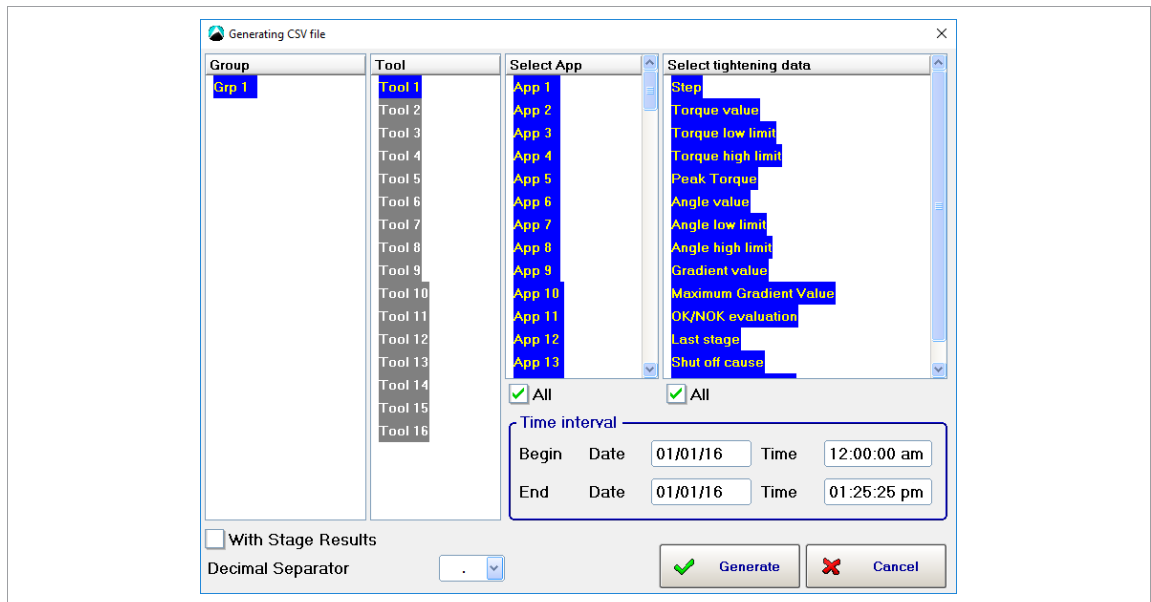 Generating CSV file
Group
Grp 1
Tool
Tool 1
Tool 2
Tool 3
Tool 4
Tool 5
Tool 6
Tool 7
Tool 8
Tool 9
Tool 10
Tool 11
Tool 12
Tool 13
Tool 14
Tool 15
Tool 16
Select App
App 1
App 2
App 3
App 4
App 5
App 6
App 7
App 8
App 9
App 10
App 11
App 12
App 13
All
Select tightening data
Step
Torque value
Torque low limit
Torque high limit
Peak Torque
Angle value
Angle low limit
Angle high limit
Gradient value
Maximum Gradient Value
OK/NOK evaluation
Last stage
Shut off cause
All
Time interval
Begin Date 01/01/16 Time 12:00:00 am
End Date 01/01/16 Time 01:25:25 pm
With Stage Results
Decimal Separator .
Generate
Cancel